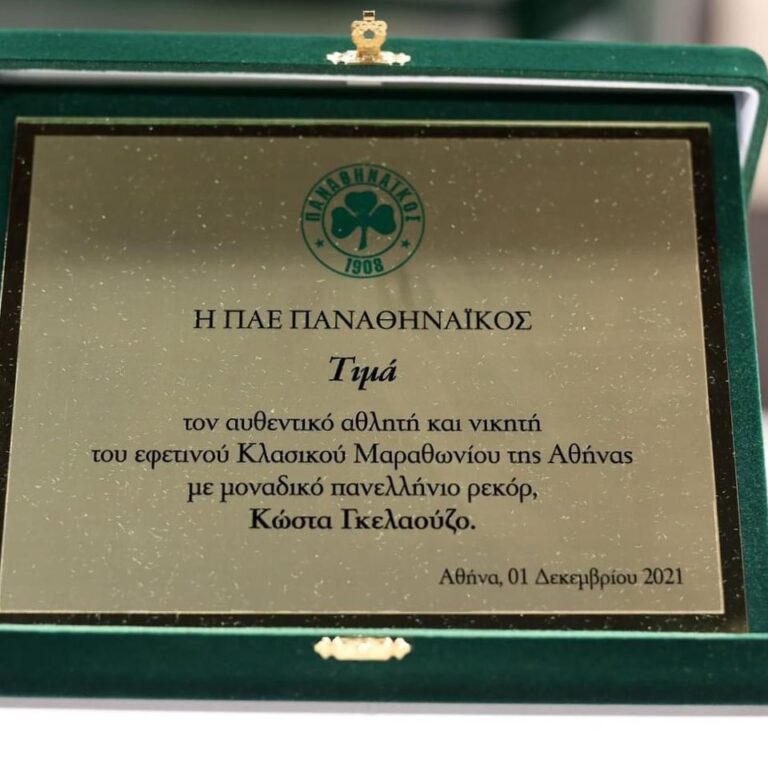 ΠΑΝΑΘΗΝΑΪΚΟΣ
1908
Η ΠΑΕ ΠΑΝΑΘΗΝΑΪΚΟΣ
Τιμά
τον αυθεντικό αθλητή και νικητή
του εφετινού Κλασικού Μαραθωνίου της Αθήνας
με μοναδικό πανελλήνιο ρεκόρ,
Κώστα Γκελαούζο.
Αθήνα, 01 Δεκεμβρίου 2021